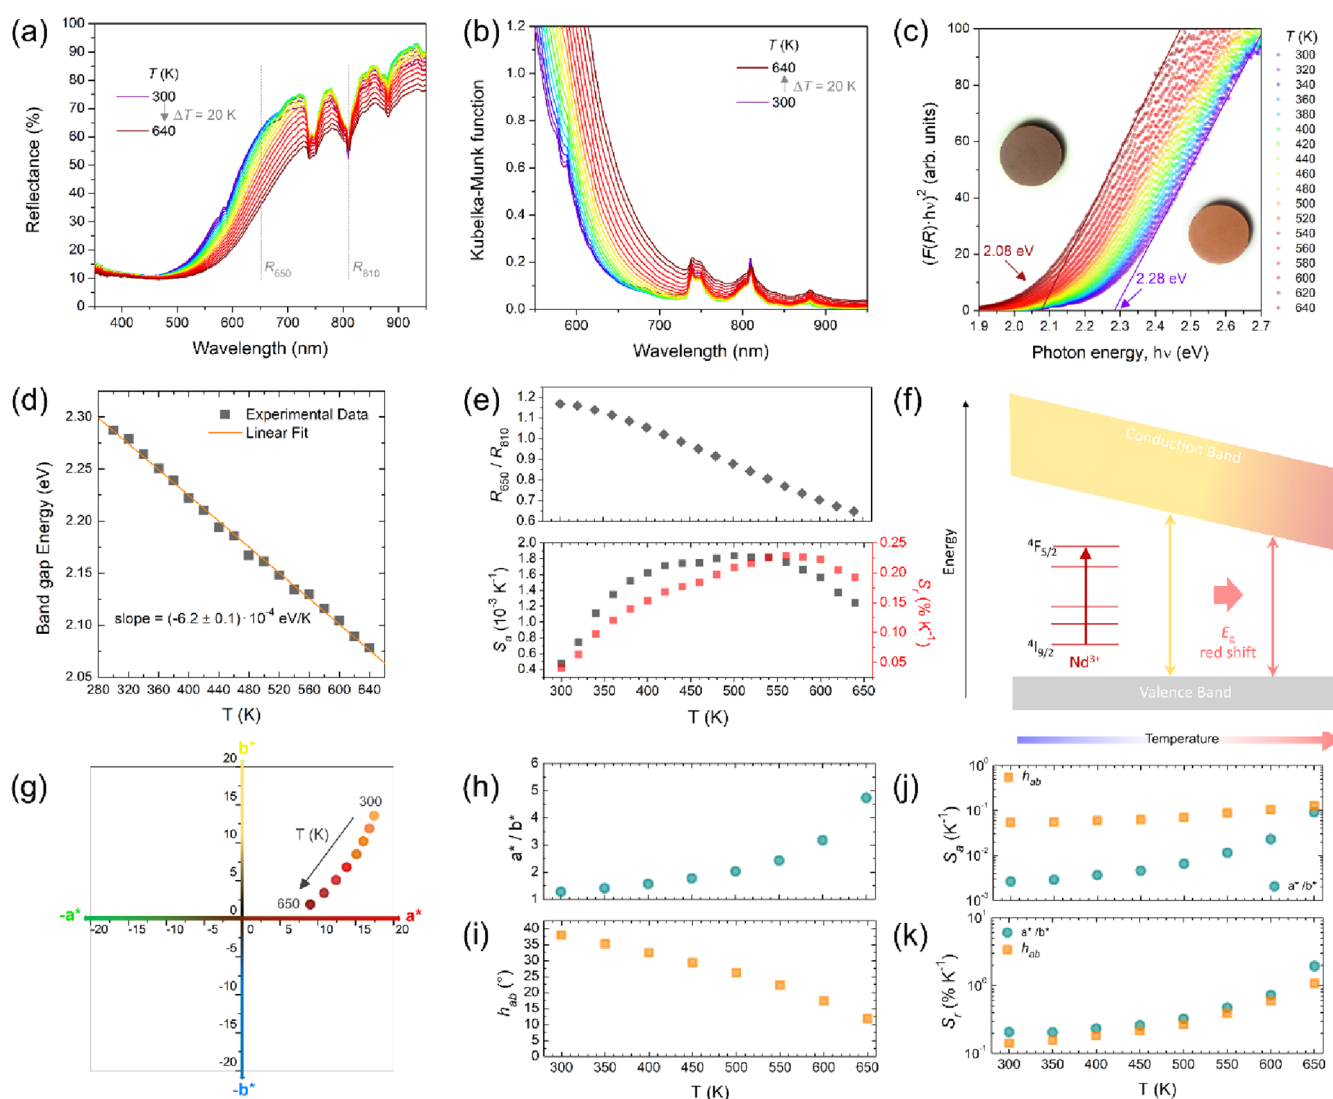 (a)
100
90
80
70
60
50
40
30
20
10
0
Reflectance (%)
T (K)
300
ΔT = 20 K
640
R650
R810
400 500 600 700 800 900
Wavelength (nm)
(b)
1.2
1.0
0.8
0.6
0.4
0.2
0.0
Kubelka-Munk function
T (K)
640
ΔT = 20 K
300
600 700 800 900
Wavelength (nm)
(c)
100
80
60
40
20
0
(F(R)·hν)² (arb. units)
2.08 eV
2.28 eV
1.9 2.0 2.1 2.2 2.3 2.4 2.5 2.6 2.7
Photon energy, hν (eV)
T (K)
300
320
340
360
380
400
420
440
460
480
500
520
540
560
580
600
620
640
(d)
2.30
2.25
2.20
2.15
2.10
2.05
Band gap Energy (eV)
Experimental Data
Linear Fit
slope = (-6.2 ± 0.1)·10⁻⁴ eV/K
280 320 360 400 440 480 520 560 600 640
T (K)
(e)
1.2
1.1
1.0
0.9
0.8
0.7
0.6
R650 / R810
2.0
1.8
1.6
1.4
1.2
1.0
0.8
0.6
0.4
Sa (10⁻³ K⁻¹)
0.25
0.20
0.15
0.10
0.05
Sr (% K⁻¹)
300 350 400 450 500 550 600 650
T (K)
(f)
Energy
Conduction Band
⁴F5/2
⁴I9/2
Nd³⁺
Eg
red shift
Valence Band
Temperature
(g)
b*
20
15
10
5
0
-5
-10
-15
-20
-b*
-a*
-20 -15 -10 -5 0 5 10 15 20
a*
300
T (K)
650
(h)
6
5
4
3
2
1
a* / b*
(i)
40
35
30
25
20
15
10
5
0
hab (°)
300 350 400 450 500 550 600 650
T (K)
(j)
10⁰
10⁻¹
10⁻²
10⁻³
Sa (K⁻¹)
hab
a*/b*
(k)
10¹
10⁰
10⁻¹
Sr (% K⁻¹)
a*/b*
hab
300 350 400 450 500 550 600 650
T (K)